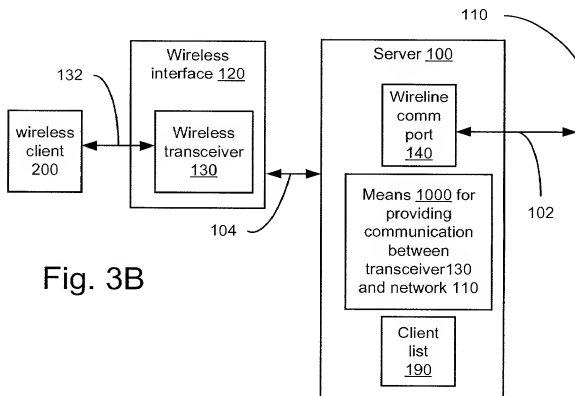 110
Wireless
interface 120
Server 100
132
Wireline
comm
port
140
wireless
client
200
Wireless
transceiver
130
Means 1000 for
providing
communication
between
transceiver130
and network 110
102
104
Fig. 3B
Client
list
190